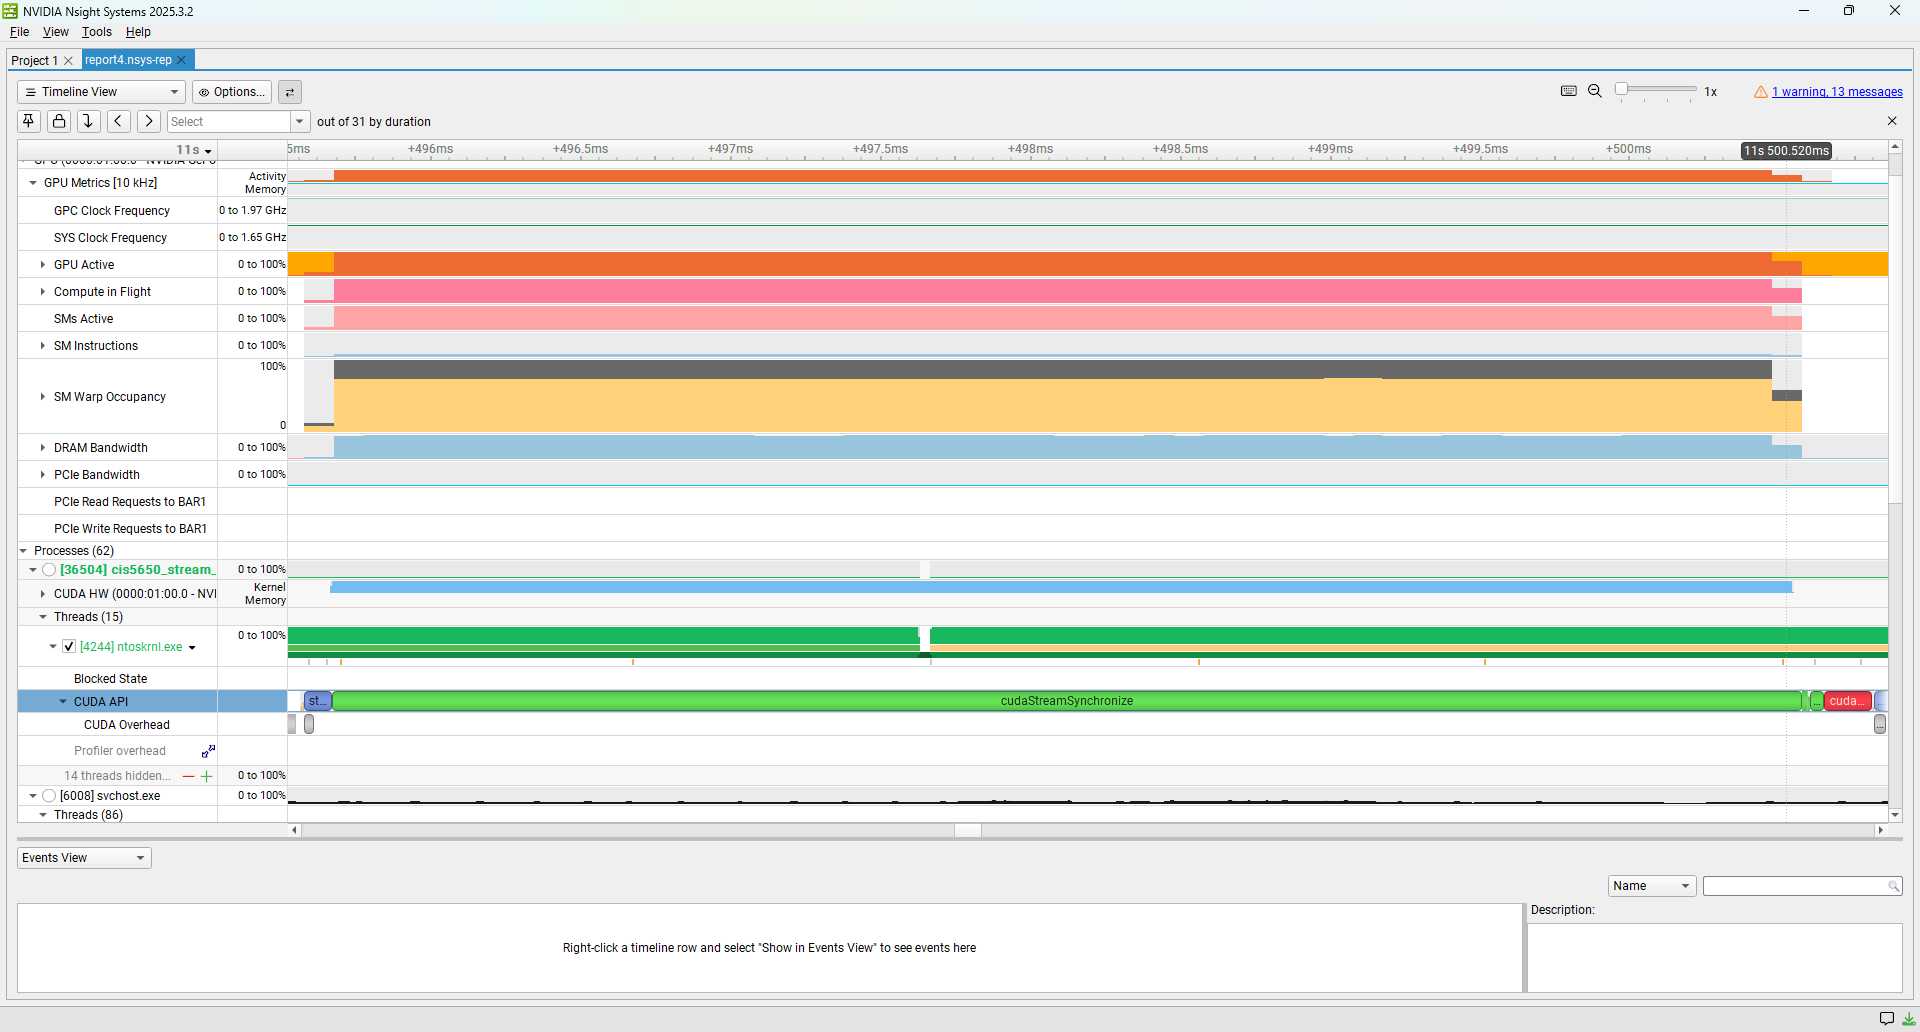 NVIDIA Nsight Systems 2025.3.2
File View Tools Help
Project 1 report4.nsys-rep
Timeline View Options... 1x 1 warning, 13 messages
Select out of 31 by duration
11s 5ms +496ms +496.5ms +497ms +497.5ms +498ms +498.5ms +499ms +499.5ms +500ms 11s 500.520ms
GPU Metrics [10 kHz] Activity
Memory
GPC Clock Frequency 0 to 1.97 GHz
SYS Clock Frequency 0 to 1.65 GHz
GPU Active 0 to 100%
Compute in Flight 0 to 100%
SMs Active 0 to 100%
SM Instructions 0 to 100%
100%
SM Warp Occupancy
0
DRAM Bandwidth 0 to 100%
PCIe Bandwidth 0 to 100%
PCIe Read Requests to BAR1
PCIe Write Requests to BAR1
Processes (62)
[36504] cis5650_stream_ 0 to 100%
CUDA HW (0000:01:00.0 - NVI Kernel
Memory
Threads (15)
[4244] ntoskrnl.exe 0 to 100%
Blocked State
CUDA API st... cudaStreamSynchronize ... cuda... ...
CUDA Overhead ...
Profiler overhead
14 threads hidden... 0 to 100%
[6008] svchost.exe 0 to 100%
Threads (86)
Events View
Name
Description:
Right-click a timeline row and select "Show in Events View" to see events here